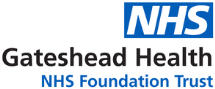 NHS
Gateshead Health
NHS Foundation Trust